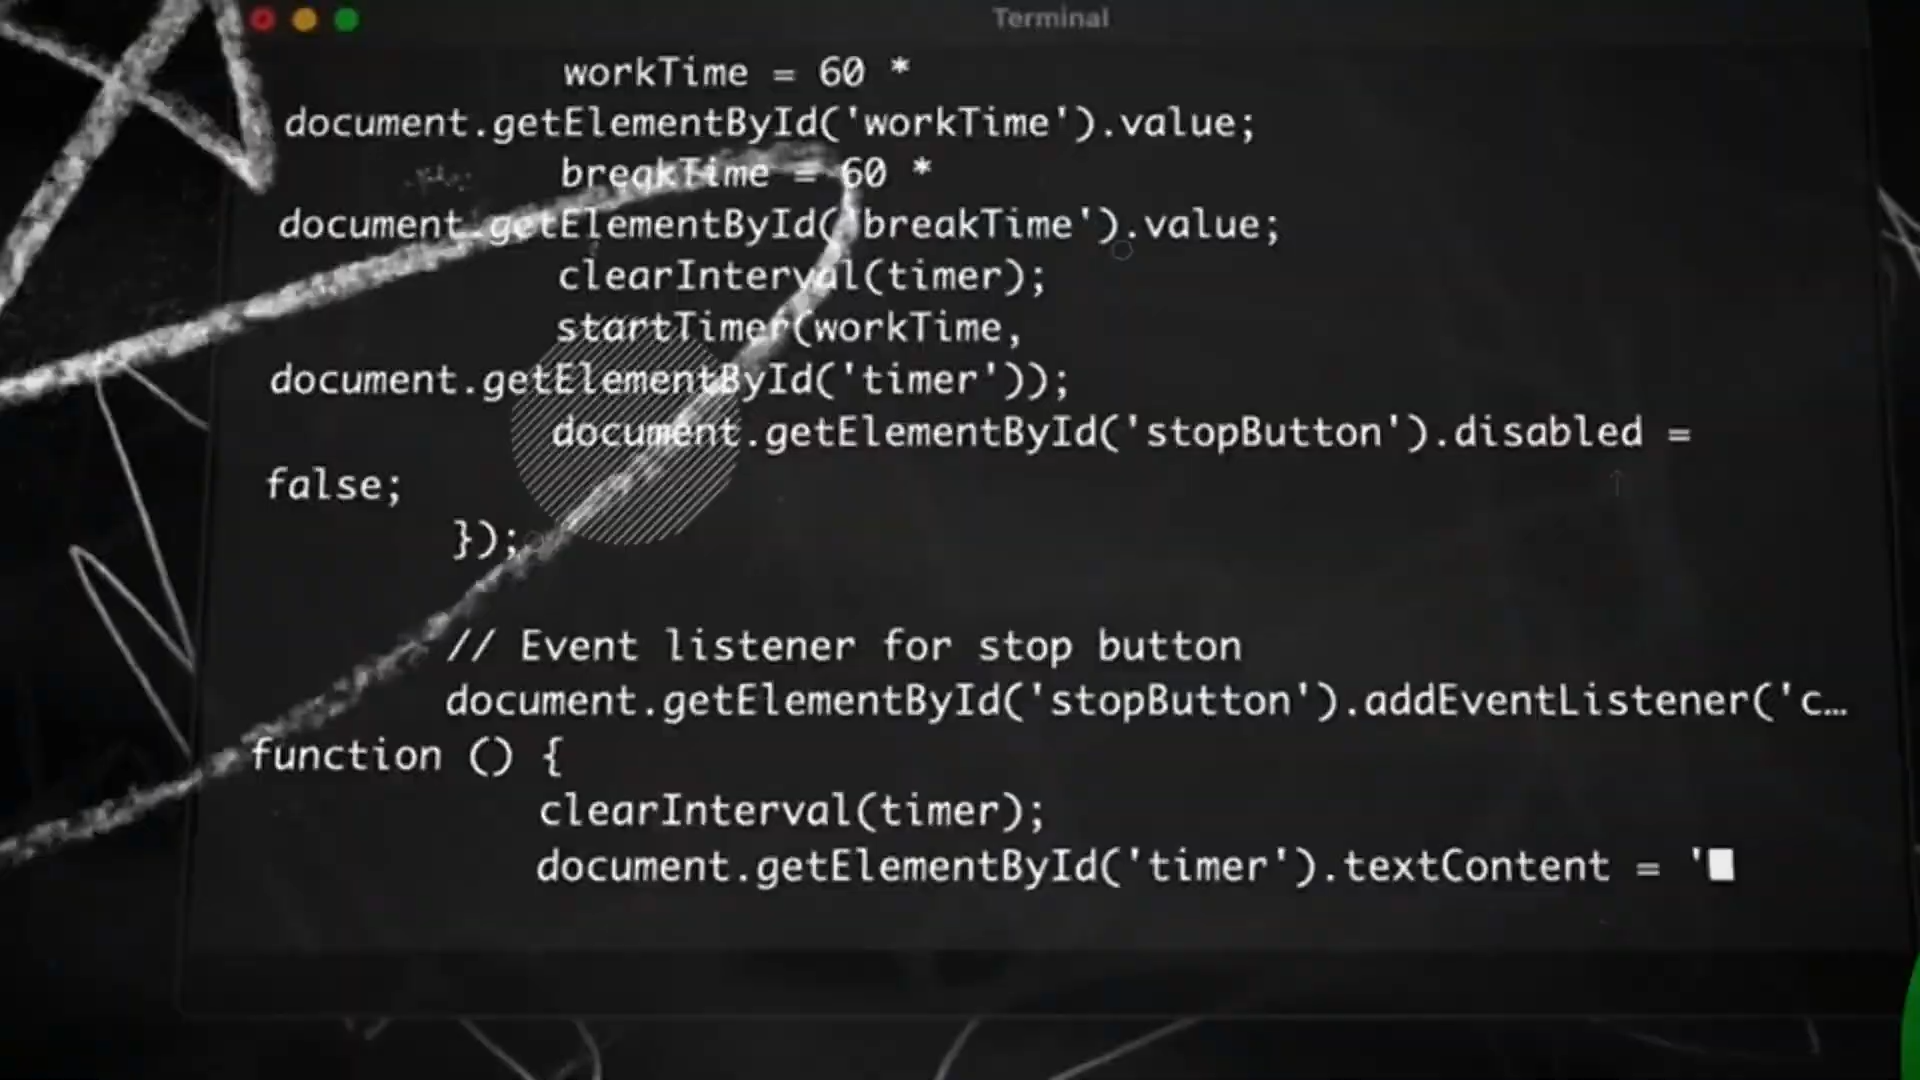 Terminal
workTime = 60 *
document.getElementById('workTime').value;
breakTime = 60 *
document.getElementById('breakTime').value;
clearInterval(timer);
startTimer(workTime,
document.getElementById('timer'));
document.getElementById('stopButton').disabled =
false;
});
// Event listener for stop button
document.getElementById('stopButton').addEventListener('c…
function () {
clearInterval(timer);
document.getElementById('timer').textContent = '